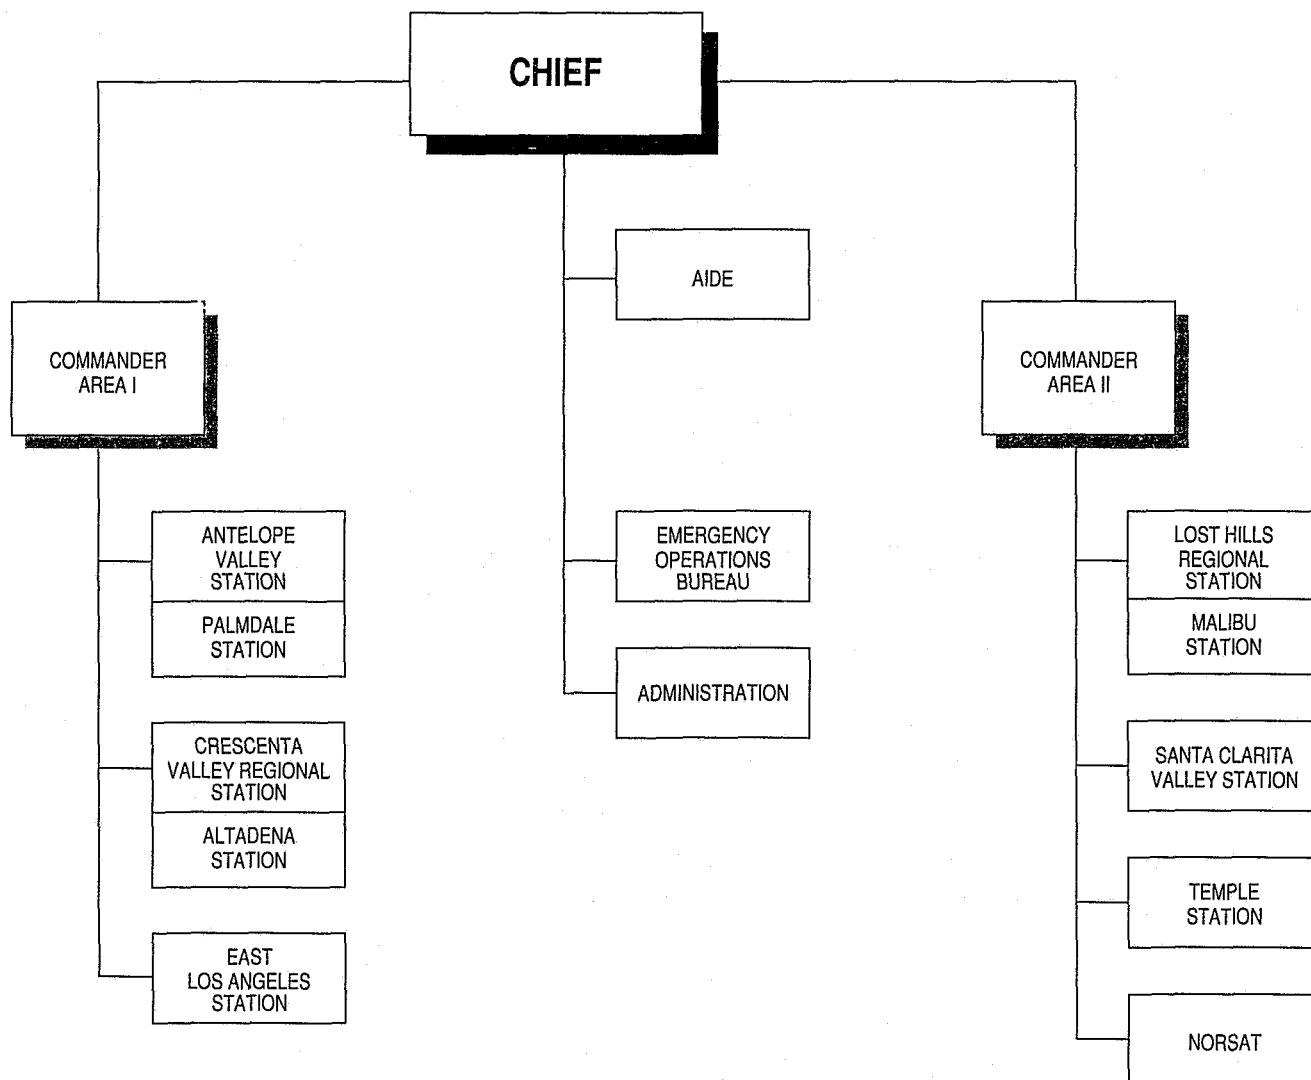 CHIEF
AIDE
COMMANDER
AREA I
COMMANDER
AREA II
ANTELOPE
VALLEY
STATION
PALMDALE
STATION
CRESCENTA
VALLEY REGIONAL
STATION
ALTADENA
STATION
EAST
LOS ANGELES
STATION
EMERGENCY
OPERATIONS
BUREAU
ADMINISTRATION
LOST HILLS
REGIONAL
STATION
MALIBU
STATION
SANTA CLARITA
VALLEY STATION
TEMPLE
STATION
NORSAT